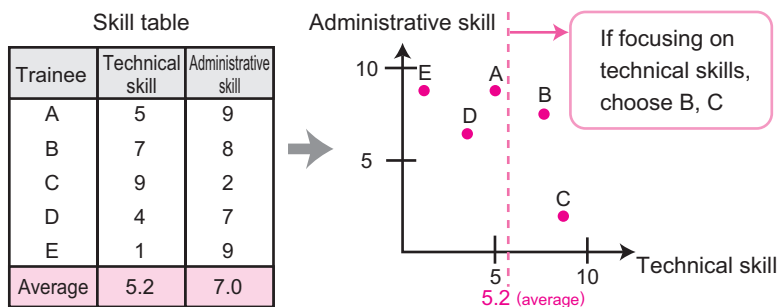 Skill table
Trainee Technical skill Administrative skill
A 5 9
B 7 8
C 9 2
D 4 7
E 1 9
Average 5.2 7.0
Administrative skill
10
5
E
A
B
D
C
5
10
Technical skill
5.2 (average)
If focusing on
technical skills,
choose B, C